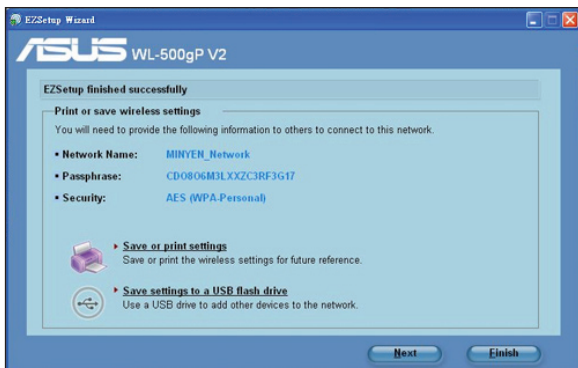 EZSetup Wizard
ASUS WL-500gP V2
EZSetup finished successfully
Print or save wireless settings
You will need to provide the following information to others to connect to this network.
• Network Name: MINYEN_Network
• Passphrase: CDO8O6M3LXXZC3RF3G17
• Security: AES (WPA-Personal)
Save or print settings
Save or print the wireless settings for future reference.
Save settings to a USB flash drive
Use a USB drive to add other devices to the network.
Next Finish